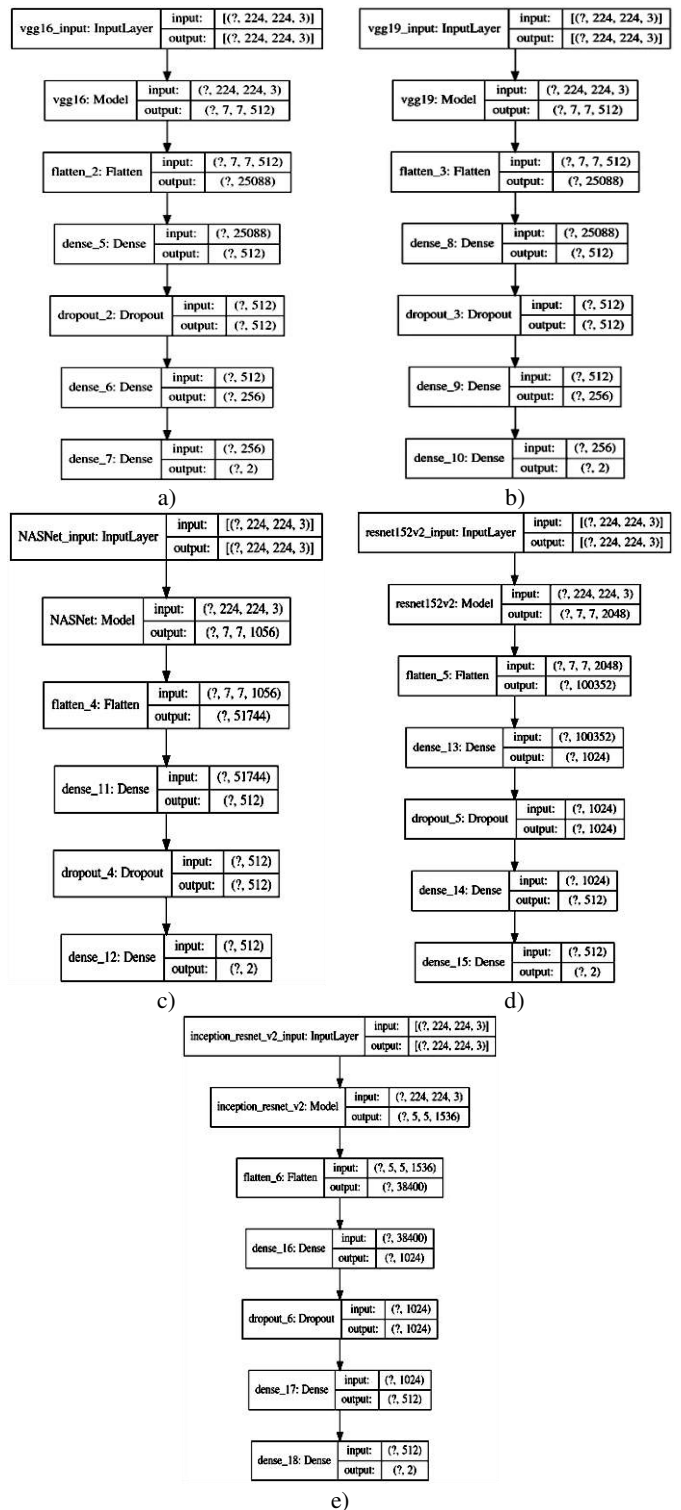 vgg16_input: InputLayer input: [(?, 224, 224, 3)]
output: [(?, 224, 224, 3)]
vgg16: Model input: (?, 224, 224, 3)
output: (?, 7, 7, 512)
flatten_2: Flatten input: (?, 7, 7, 512)
output: (?, 25088)
dense_5: Dense input: (?, 25088)
output: (?, 512)
dropout_2: Dropout input: (?, 512)
output: (?, 512)
dense_6: Dense input: (?, 512)
output: (?, 256)
dense_7: Dense input: (?, 256)
output: (?, 2)
a)
vgg19_input: InputLayer input: [(?, 224, 224, 3)]
output: [(?, 224, 224, 3)]
vgg19: Model input: (?, 224, 224, 3)
output: (?, 7, 7, 512)
flatten_3: Flatten input: (?, 7, 7, 512)
output: (?, 25088)
dense_8: Dense input: (?, 25088)
output: (?, 512)
dropout_3: Dropout input: (?, 512)
output: (?, 512)
dense_9: Dense input: (?, 512)
output: (?, 256)
dense_10: Dense input: (?, 256)
output: (?, 2)
b)
NASNet_input: InputLayer input: [(?, 224, 224, 3)]
output: [(?, 224, 224, 3)]
NASNet: Model input: (?, 224, 224, 3)
output: (?, 7, 7, 1056)
flatten_4: Flatten input: (?, 7, 7, 1056)
output: (?, 51744)
dense_11: Dense input: (?, 51744)
output: (?, 512)
dropout_4: Dropout input: (?, 512)
output: (?, 512)
dense_12: Dense input: (?, 512)
output: (?, 2)
c)
resnet152v2_input: InputLayer input: [(?, 224, 224, 3)]
output: [(?, 224, 224, 3)]
resnet152v2: Model input: (?, 224, 224, 3)
output: (?, 7, 7, 2048)
flatten_5: Flatten input: (?, 7, 7, 2048)
output: (?, 100352)
dense_13: Dense input: (?, 100352)
output: (?, 1024)
dropout_5: Dropout input: (?, 1024)
output: (?, 1024)
dense_14: Dense input: (?, 1024)
output: (?, 512)
dense_15: Dense input: (?, 512)
output: (?, 2)
d)
inception_resnet_v2_input: InputLayer input: [(?, 224, 224, 3)]
output: [(?, 224, 224, 3)]
inception_resnet_v2: Model input: (?, 224, 224, 3)
output: (?, 5, 5, 1536)
flatten_6: Flatten input: (?, 5, 5, 1536)
output: (?, 38400)
dense_16: Dense input: (?, 38400)
output: (?, 1024)
dropout_6: Dropout input: (?, 1024)
output: (?, 1024)
dense_17: Dense input: (?, 1024)
output: (?, 512)
dense_18: Dense input: (?, 512)
output: (?, 2)
e)